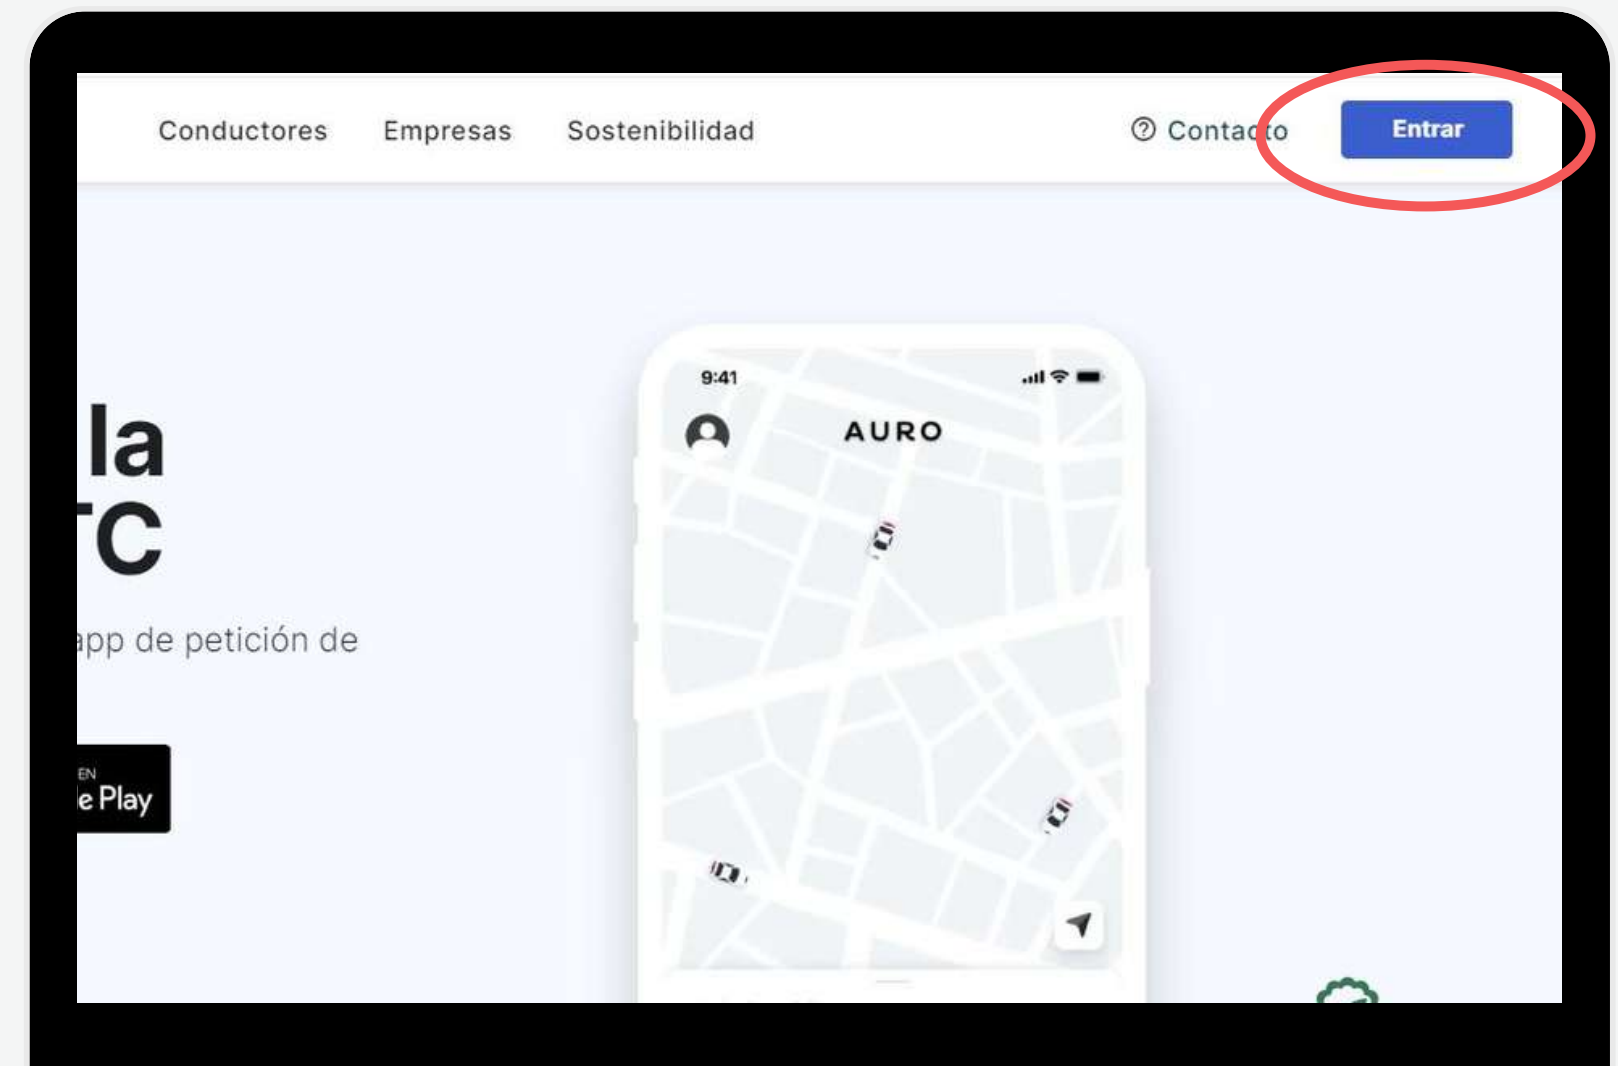 Conductores Empresas Sostenibilidad Contacto Entrar
9:41
AURO
la
TC
app de petición de
EN
e Play